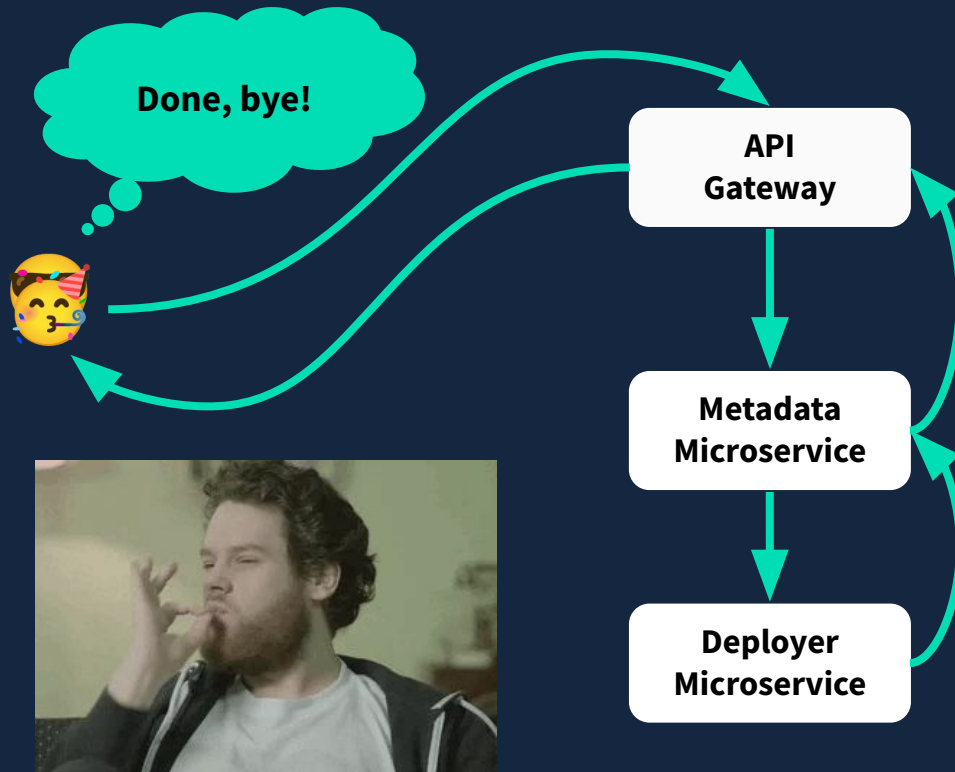 Done, bye!
API
Gateway
Metadata
Microservice
Deployer
Microservice